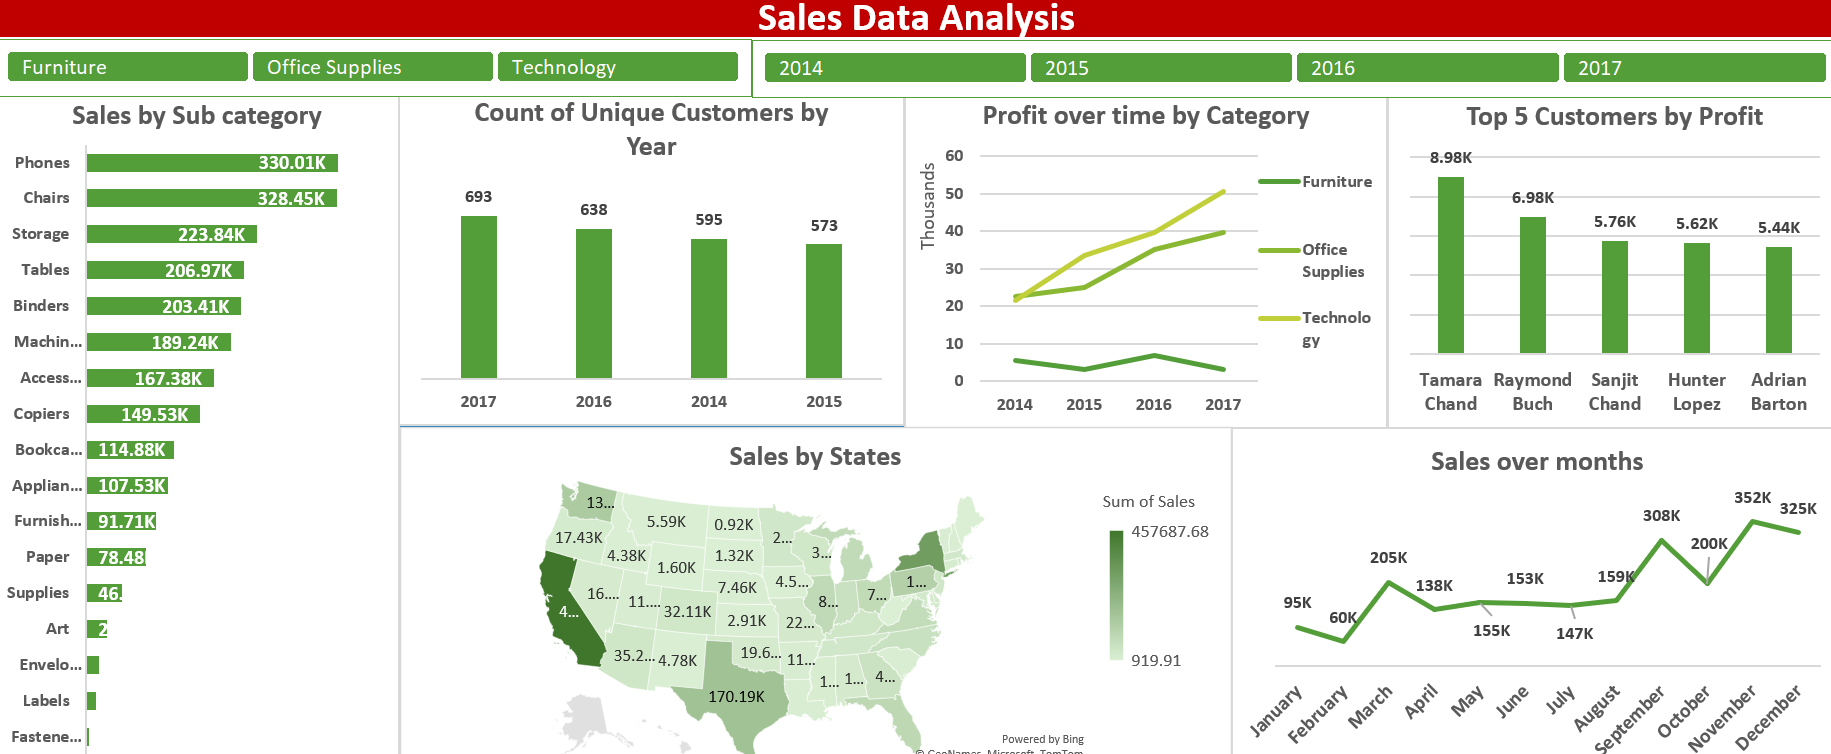 Sales Data Analysis
Furniture
Office Supplies
Technology
2014
2015
2016
2017
Sales by Sub category
Phones 330.01K
Chairs 328.45K
Storage 223.84K
Tables 206.97K
Binders 203.41K
Machin... 189.24K
Access... 167.38K
Copiers 149.53K
Bookca... 114.88K
Applian... 107.53K
Furnish... 91.71K
Paper 78.48
Supplies 46.
Art 2
Envelo...
Labels
Fastene...
Count of Unique Customers by
Year
693
638
595
573
2017 2016 2014 2015
Profit over time by Category
Thousands
60
50
40
30
20
10
0
2014 2015 2016 2017
Furniture
Office
Supplies
Technolo
gy
Top 5 Customers by Profit
8.98K
6.98K
5.76K
5.62K
5.44K
Tamara
Chand
Raymond
Buch
Sanjit
Chand
Hunter
Lopez
Adrian
Barton
Sales by States
13...
5.59K
0.92K
17.43K
2...
4.38K
1.32K
3...
1.60K
7.46K
4.5...
1...
4...
16....
11....
32.11K
2.91K
8...
7...
22...
35.2...
4.78K
19.6...
11...
1...
1...
4...
170.19K
Sum of Sales
457687.68
919.91
Powered by Bing
© GeoNames, Microsoft, TomTom
Sales over months
95K
60K
205K
138K
155K
153K
147K
159K
308K
200K
352K
325K
January
February
March
April
May
June
July
August
September
October
November
December